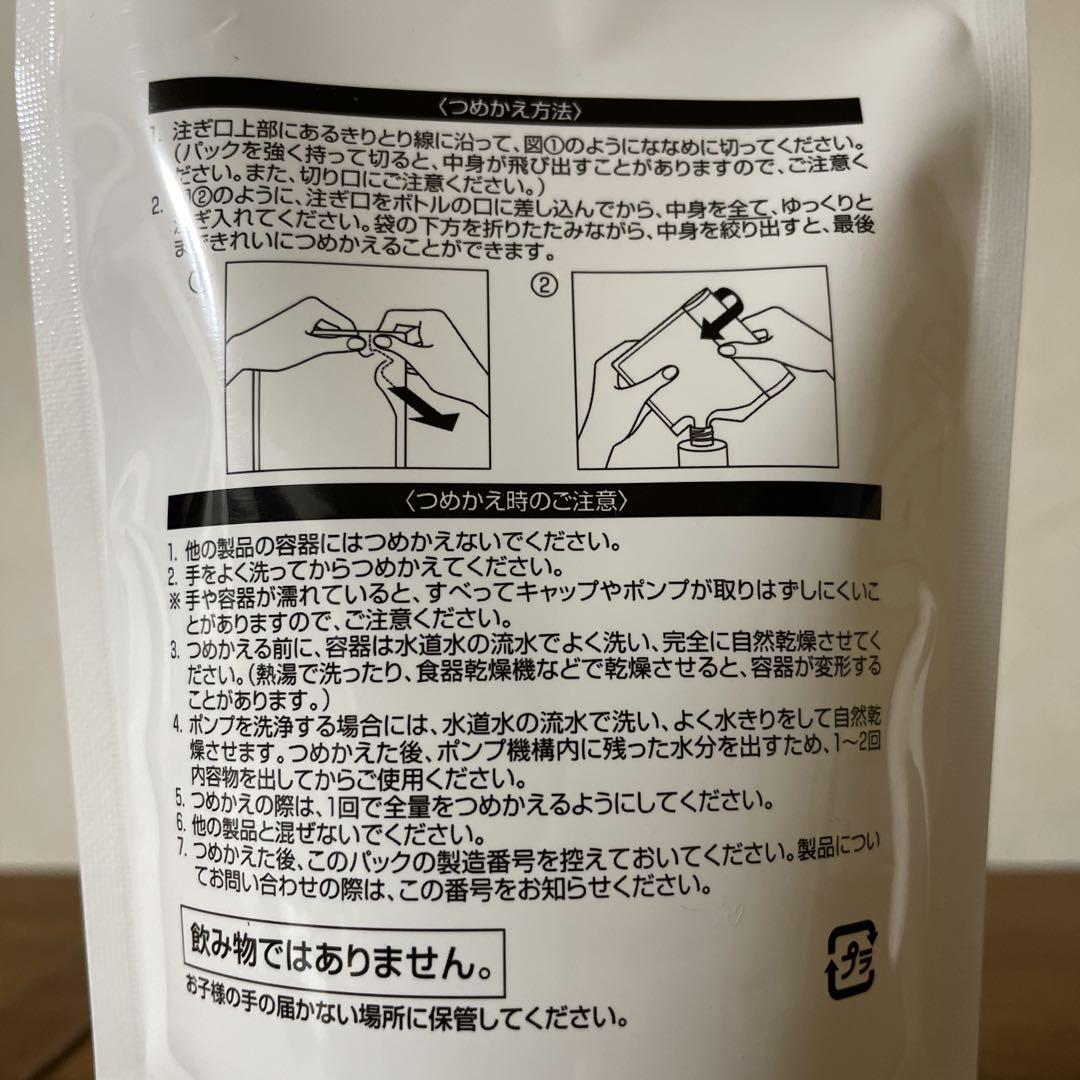 〈つめかえ方法〉
1. 注ぎ口上部にあるきりとり線に沿って、図①のようにななめに切ってください。
(パックを強く持って切ると、中身が飛び出すことがありますので、ご注意く
ださい。また、切り口にご注意ください。)
2. 図②のように、注ぎ口をボトルの口に差し込んでから、中身を全て、ゆっくりと
注ぎ入れてください。袋の下方を折りたたみながら、中身を絞り出すと、最後
まできれいにつめかえることができます。
②
〈つめかえ時のご注意〉
1. 他の製品の容器にはつめかえないでください。
2. 手をよく洗ってからつめかえてください。
※手や容器が濡れていると、すべってキャップやポンプが取りはずしにくいこ
とがありますので、ご注意ください。
3. つめかえる前に、容器は水道水の流水でよく洗い、完全に自然乾燥させてく
ださい。(熱湯で洗ったり、食器乾燥機などで乾燥させると、容器が変形する
ことがあります。)
4. ポンプを洗浄する場合には、水道水の流水で洗い、よく水きりをして自然乾
燥させます。つめかえた後、ポンプ機構内に残った水分を出すため、1〜2回
内容物を出してからご使用ください。
5. つめかえの際は、1回で全量をつめかえるようにしてください。
6. 他の製品と混ぜないでください。
7. つめかえた後、このパックの製造番号を控えておいてください。製品につい
てお問い合わせの際は、この番号をお知らせください。
飲み物ではありません。
プラ
お子様の手の届かない場所に保管してください。